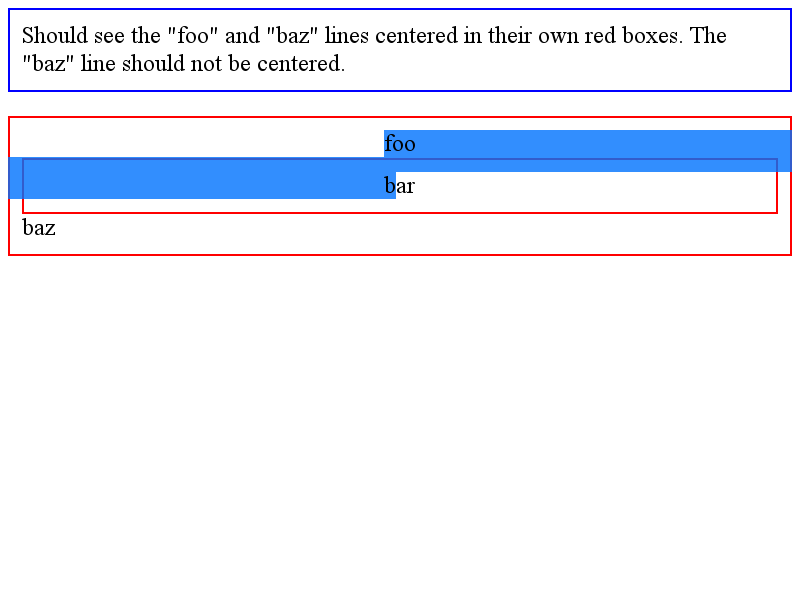 Should see the "foo" and "baz" lines centered in their own red boxes. The
"baz" line should not be centered.
foo
bar
baz